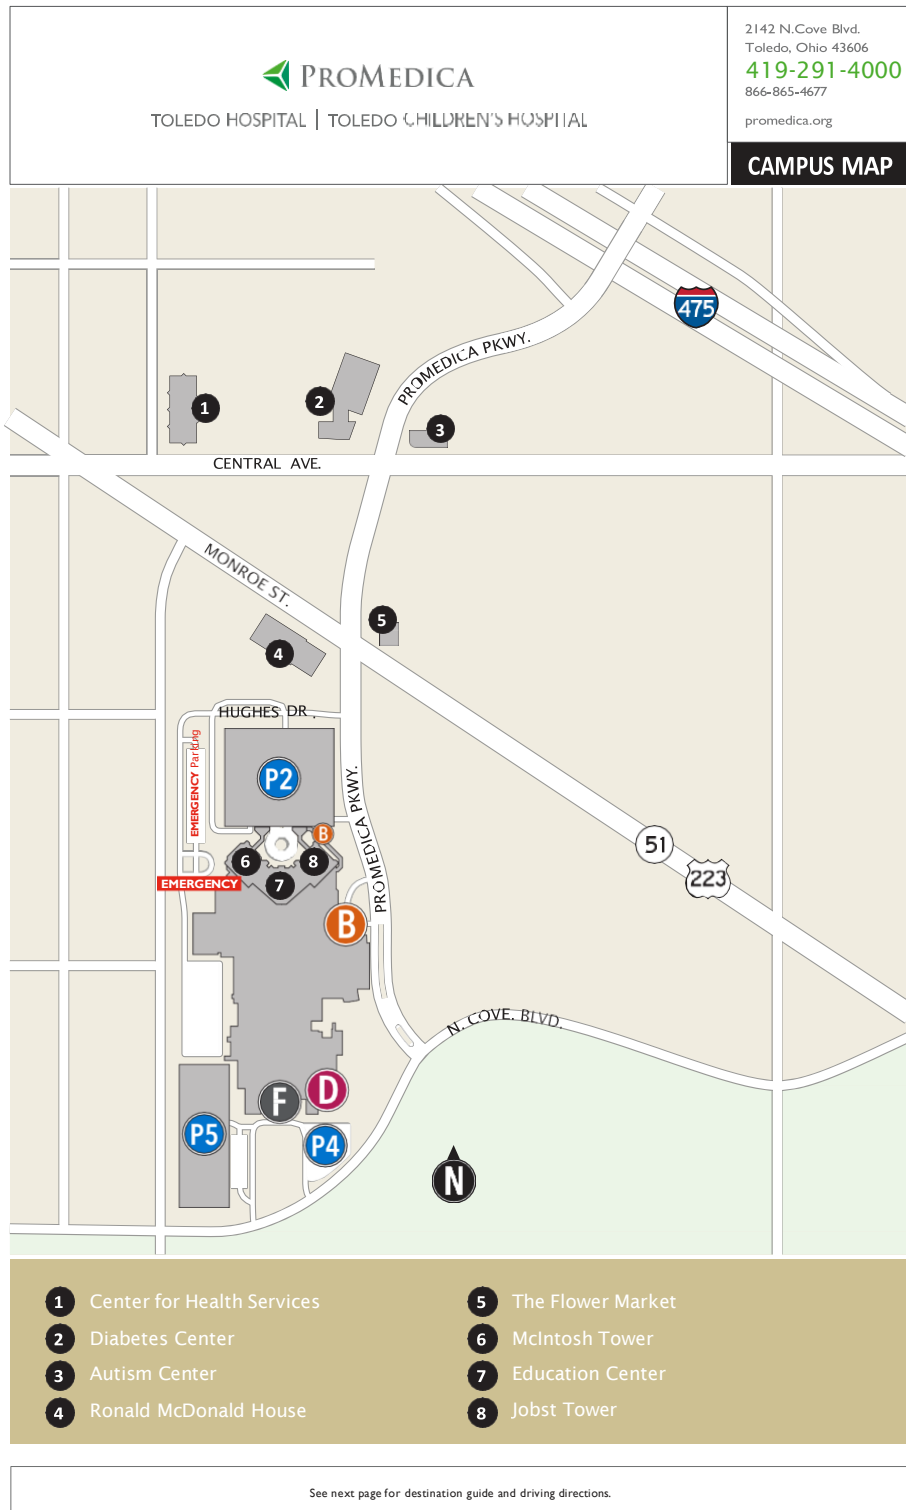 2142 N.Cove Blvd.
Toledo, Ohio 43606
419-291-4000
866-865-4677
promedica.org
PROMEDICA
TOLEDO HOSPITAL | TOLEDO CHILDREN'S HOSPITAL
CAMPUS MAP
475
PROMEDICA PKWY.
1
2
3
CENTRAL AVE.
MONROE ST.
5
4
HUGHES DR.
EMERGENCY Parking
P2
PROMEDICA PKWY.
B
6
8
7
EMERGENCY
51
223
B
N. COVE. BLVD.
F
D
P5
P4
N
1 Center for Health Services
2 Diabetes Center
3 Autism Center
4 Ronald McDonald House
5 The Flower Market
6 McIntosh Tower
7 Education Center
8 Jobst Tower
See next page for destination guide and driving directions.